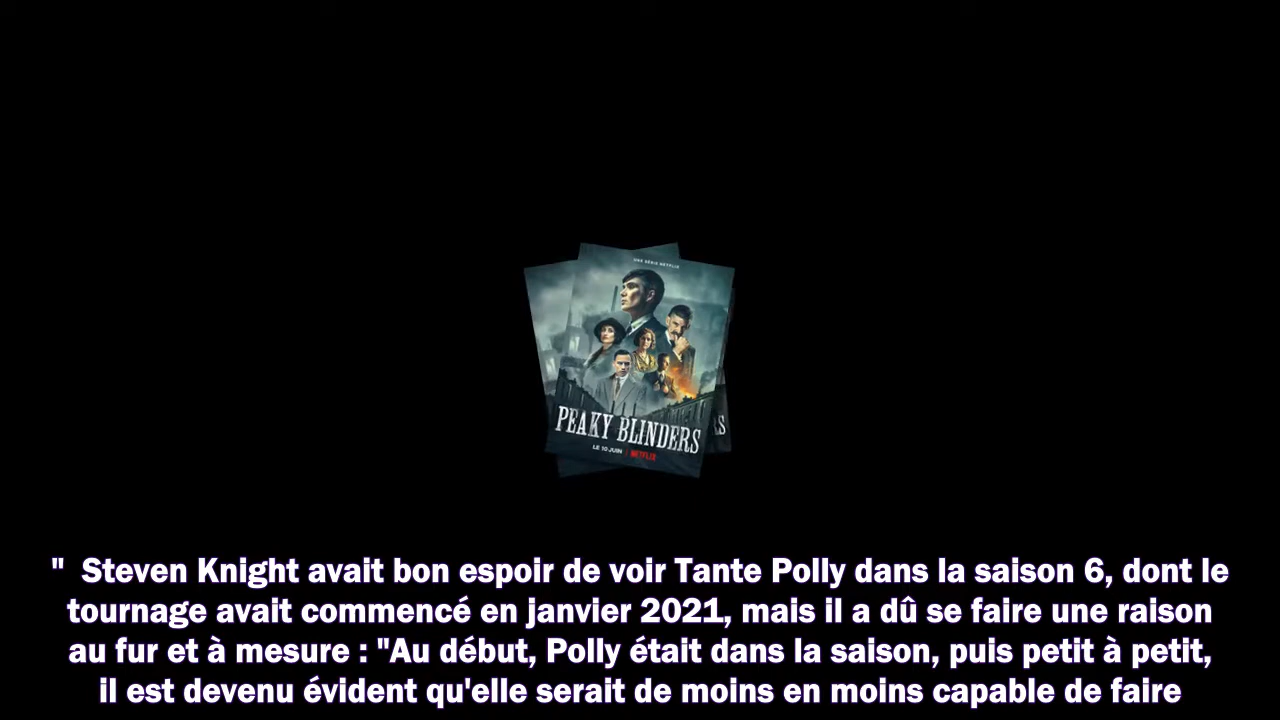 UNE SÉRIE NETFLIX
PEAKY BLINDERS
LE 10 JUIN | NETFLIX
"  Steven Knight avait bon espoir de voir Tante Polly dans la saison 6, dont le
tournage avait commencé en janvier 2021, mais il a dû se faire une raison
au fur et à mesure : "Au début, Polly était dans la saison, puis petit à petit,
il est devenu évident qu'elle serait de moins en moins capable de faire